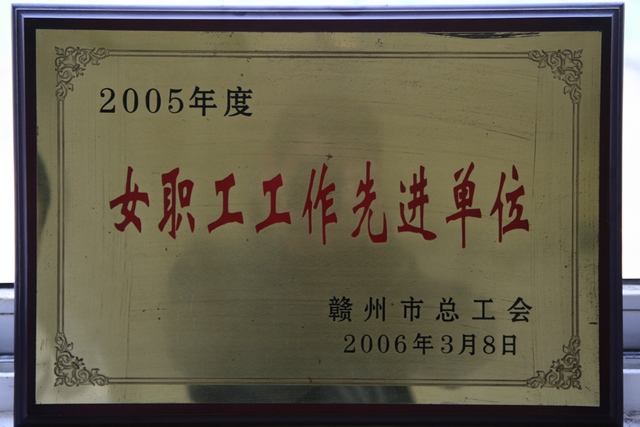 2005年度
女职工工作先进单位
赣州市总工会
2006年3月8日